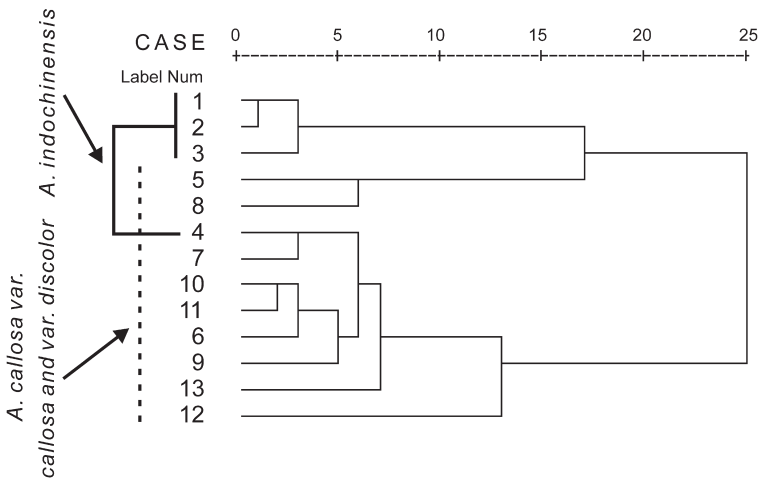 CASE
0 5 10 15 20 25
Label Num
1
2
3
5
8
4
7
10
11
6
9
13
12
A. indochinensis
A. callosa var.
callosa and var. discolor